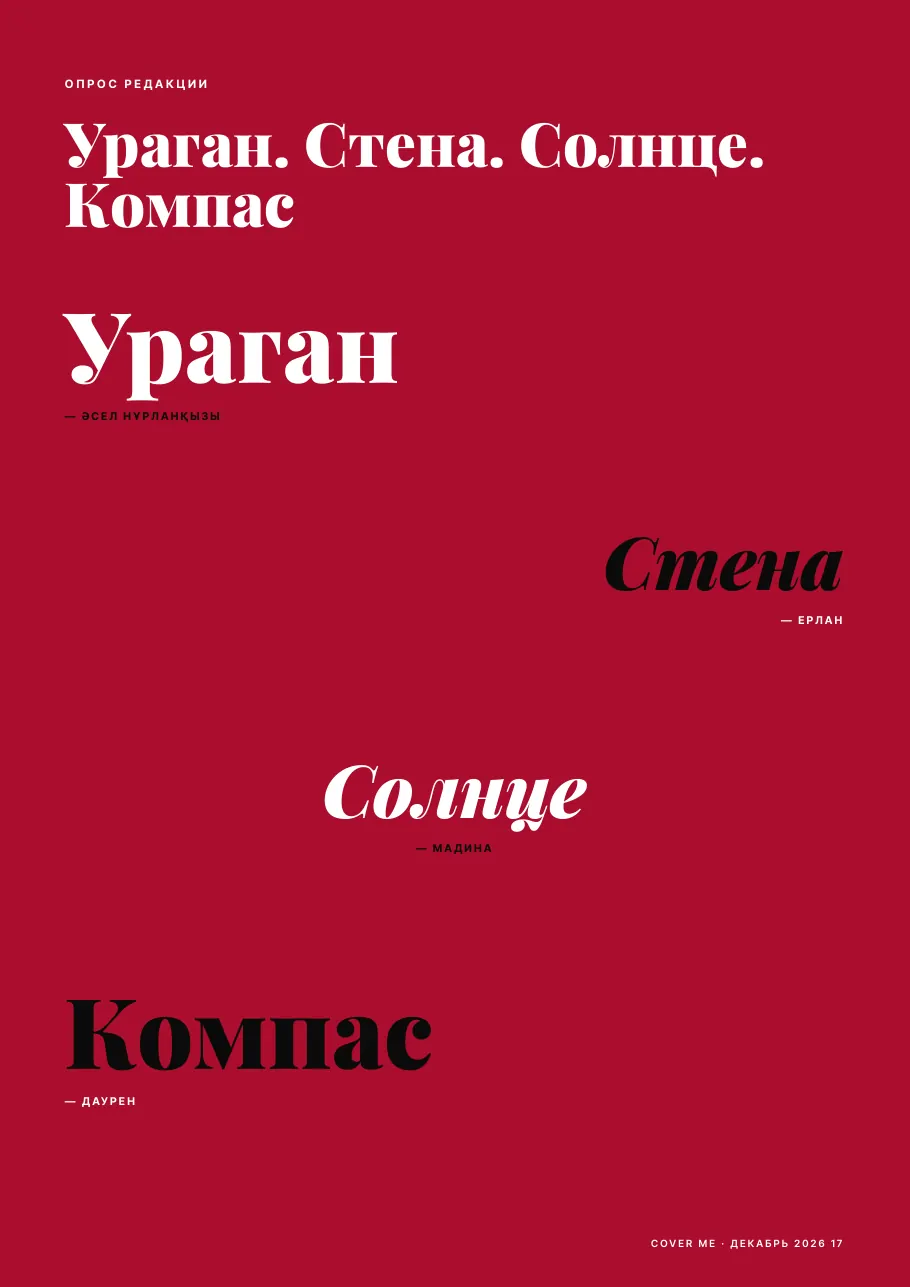 ОПРОС РЕДАКЦИИ
Ураган. Стена. Солнце.
Компас
Ураган
— ӘСЕЛ НҰРЛАНҚЫЗЫ
Стена
— ЕРЛАН
Солнце
— МАДИНА
Компас
— ДАУРЕН
COVER ME · ДЕКАБРЬ 2026 17